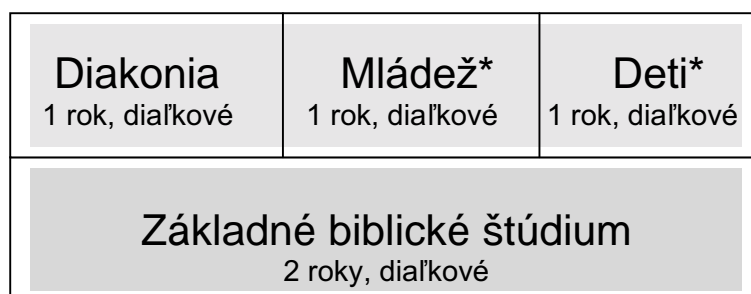 Diakonia
1 rok, diaľkové
Mládež*
1 rok, diaľkové
Deti*
1 rok, diaľkové
Základné biblické štúdium
2 roky, diaľkové